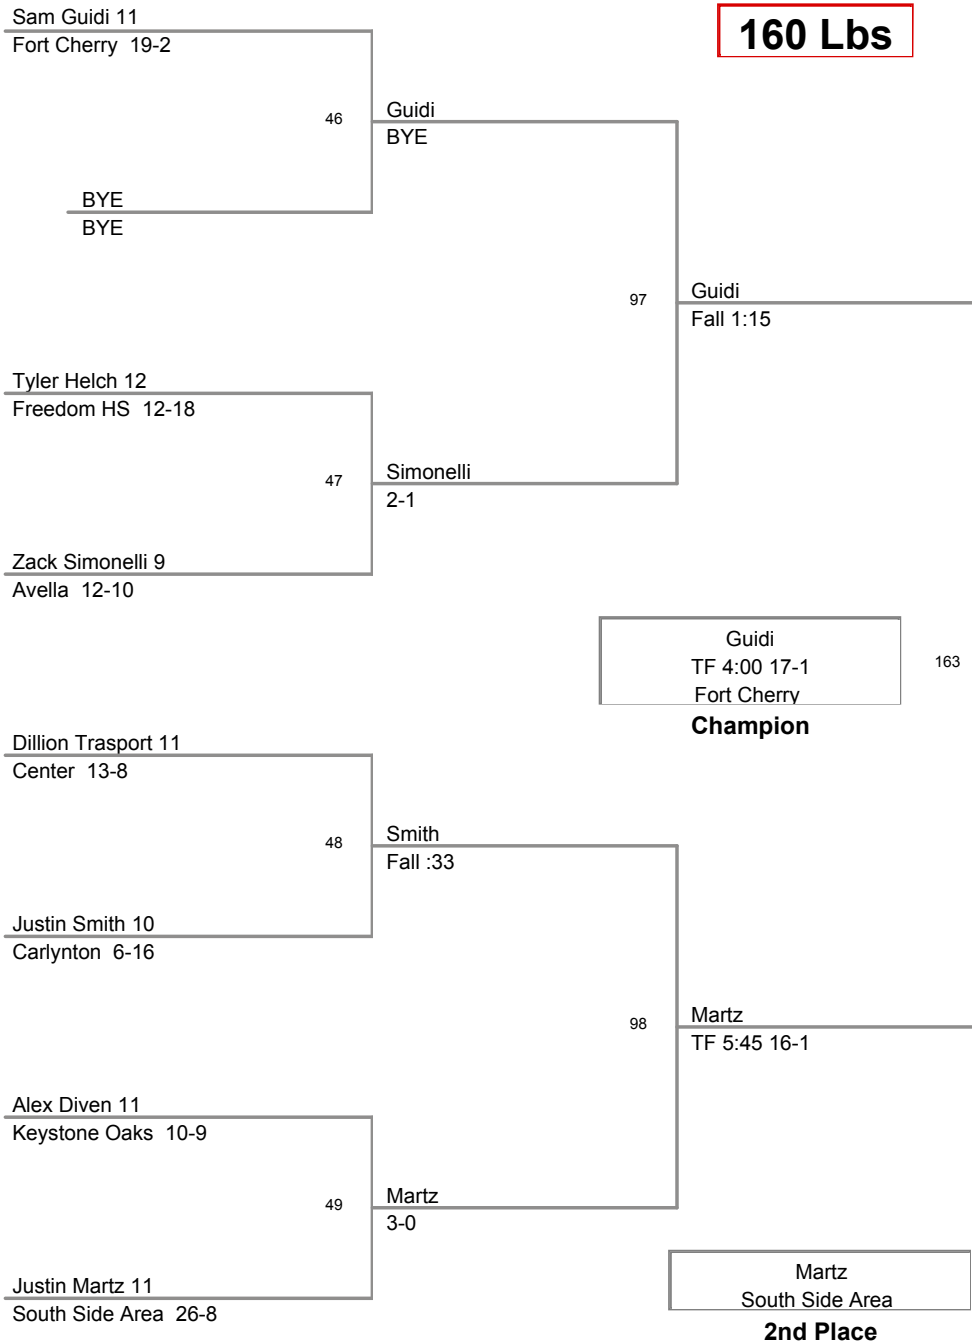 Sam Guidi 11
Fort Cherry  19-2
160 Lbs
46
Guidi
BYE
BYE
BYE
97
Guidi
Fall 1:15
Tyler Helch 12
Freedom HS  12-18
47
Simonelli
2-1
Zack Simonelli 9
Avella  12-10
Guidi
TF 4:00 17-1
Fort Cherry
Champion
163
Dillion Trasport 11
Center  13-8
48
Smith
Fall :33
Justin Smith 10
Carlynton  6-16
98
Martz
TF 5:45 16-1
Alex Diven 11
Keystone Oaks  10-9
49
Martz
3-0
Justin Martz 11
South Side Area  26-8
Martz
South Side Area
2nd Place